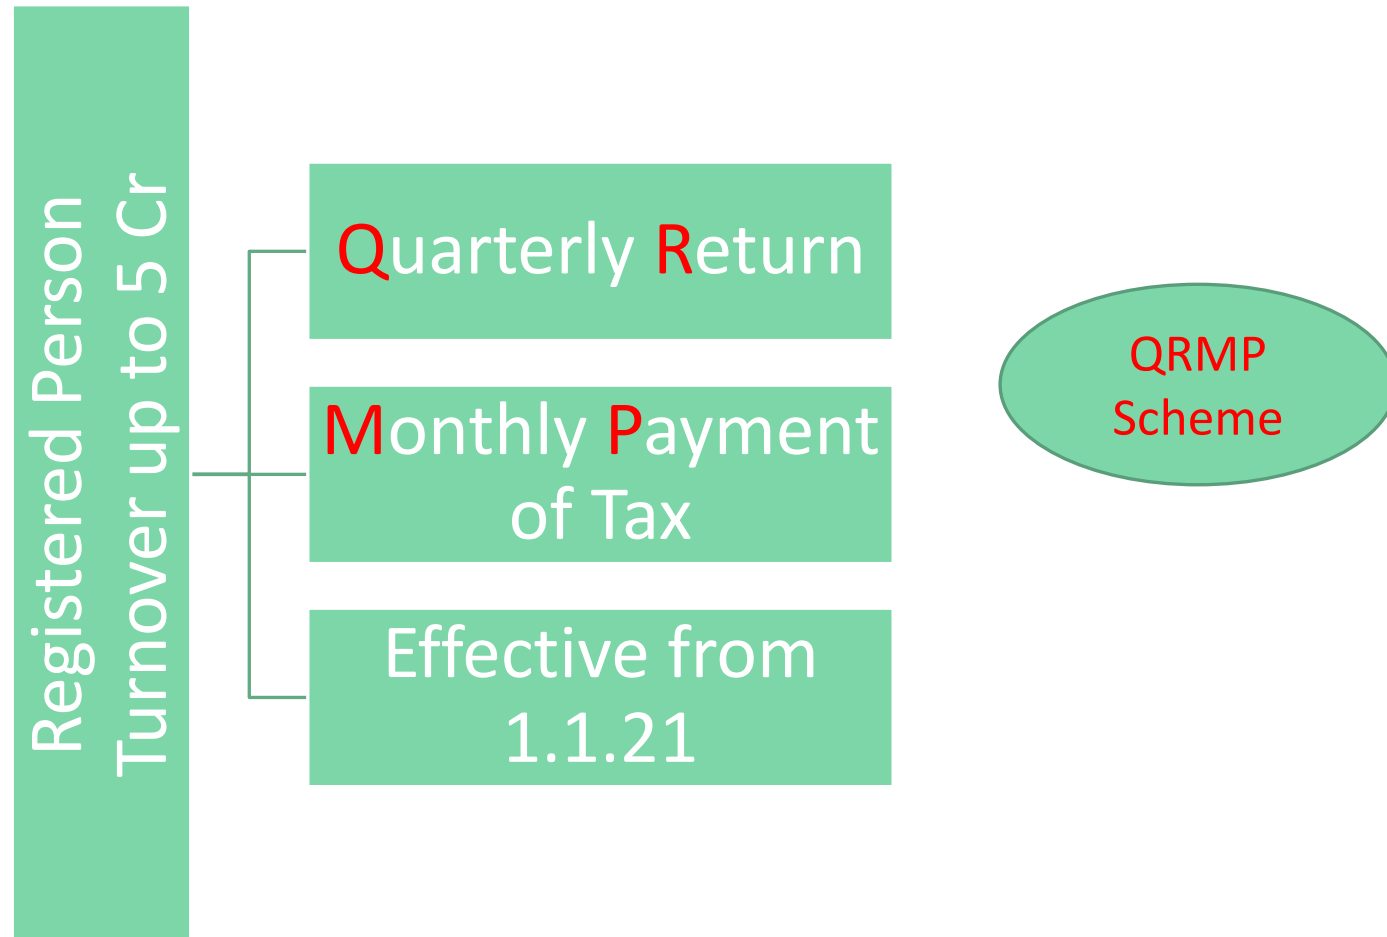 Registered Person
Turnover up to 5 Cr
Quarterly Return
Monthly Payment
of Tax
Effective from
1.1.21
QRMP
Scheme